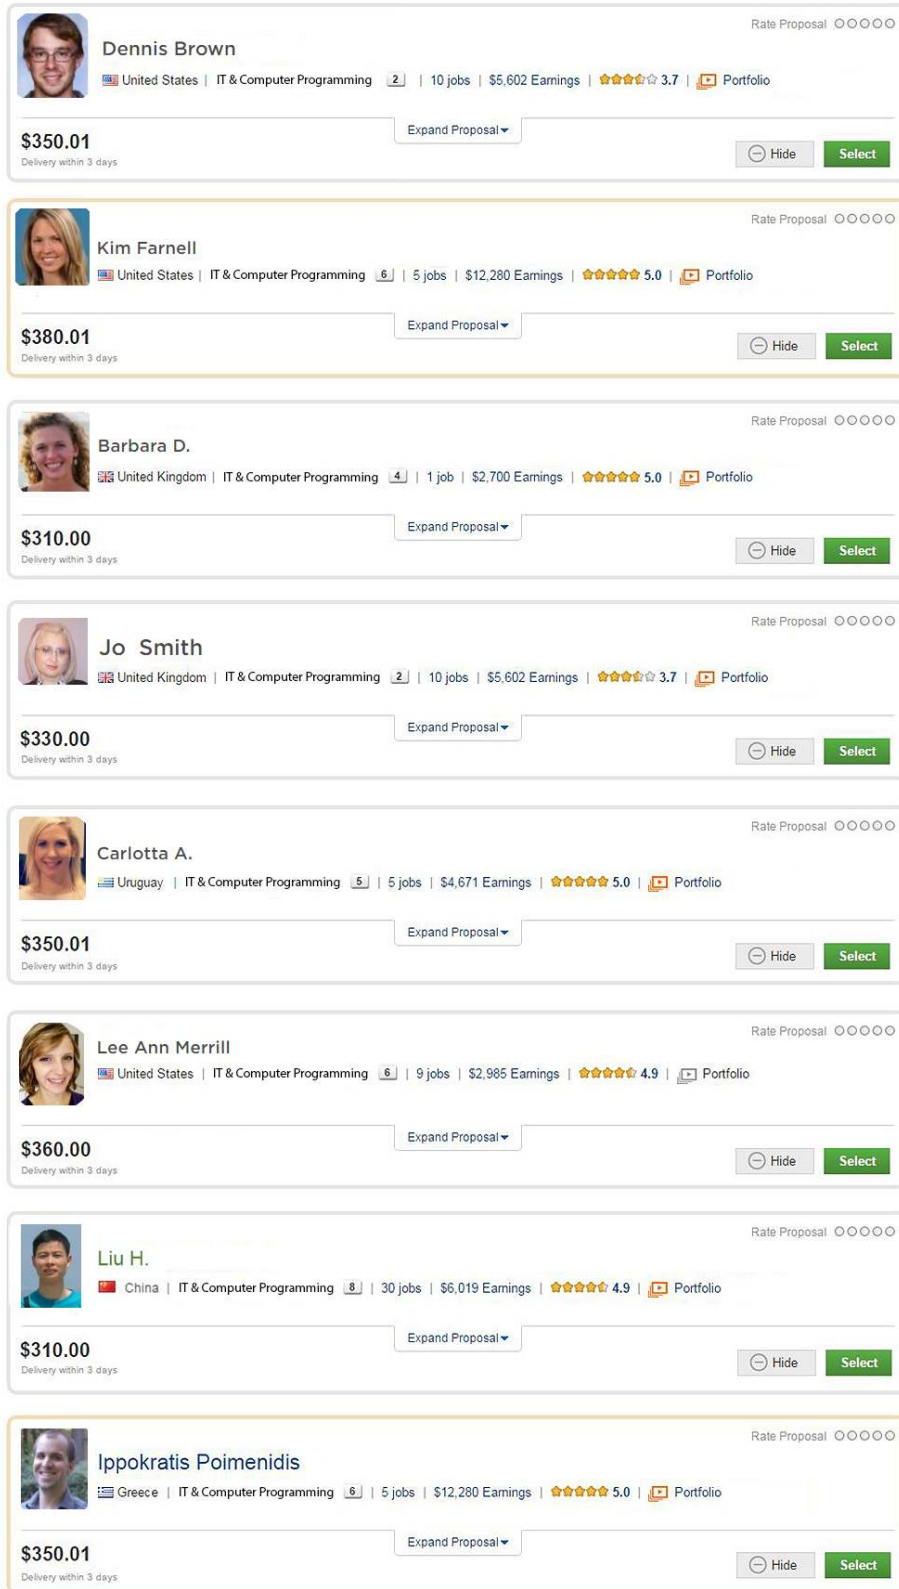 Rate Proposal
Dennis Brown
United States | IT & Computer Programming 2 | 10 jobs | $5,602 Earnings | 3.7 | Portfolio
Expand Proposal
$350.01
Delivery within 3 days
Hide Select
Rate Proposal
Kim Farnell
United States | IT & Computer Programming 6 | 5 jobs | $12,280 Earnings | 5.0 | Portfolio
Expand Proposal
$380.01
Delivery within 3 days
Hide Select
Rate Proposal
Barbara D.
United Kingdom | IT & Computer Programming 4 | 1 job | $2,700 Earnings | 5.0 | Portfolio
Expand Proposal
$310.00
Delivery within 3 days
Hide Select
Rate Proposal
Jo Smith
United Kingdom | IT & Computer Programming 2 | 10 jobs | $5,602 Earnings | 3.7 | Portfolio
Expand Proposal
$330.00
Delivery within 3 days
Hide Select
Rate Proposal
Carlotta A.
Uruguay | IT & Computer Programming 5 | 5 jobs | $4,671 Earnings | 5.0 | Portfolio
Expand Proposal
$350.01
Delivery within 3 days
Hide Select
Rate Proposal
Lee Ann Merrill
United States | IT & Computer Programming 6 | 9 jobs | $2,985 Earnings | 4.9 | Portfolio
Expand Proposal
$360.00
Delivery within 3 days
Hide Select
Rate Proposal
Liu H.
China | IT & Computer Programming 8 | 30 jobs | $6,019 Earnings | 4.9 | Portfolio
Expand Proposal
$310.00
Delivery within 3 days
Hide Select
Rate Proposal
Ippokratis Poimenidis
Greece | IT & Computer Programming 6 | 5 jobs | $12,280 Earnings | 5.0 | Portfolio
Expand Proposal
$350.01
Delivery within 3 days
Hide Select